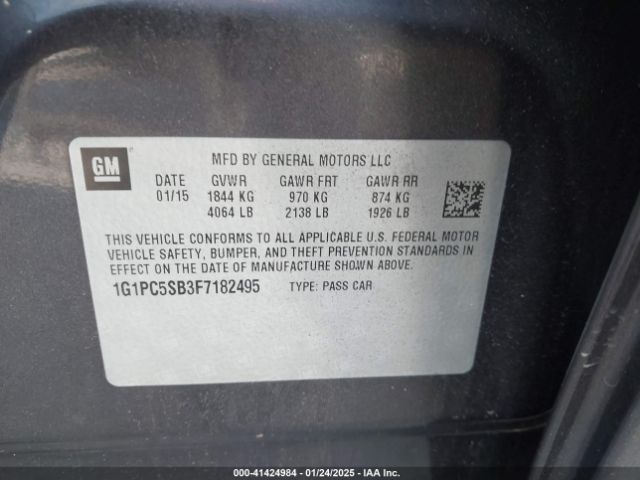 GM
MFD BY GENERAL MOTORS LLC
DATE GVWR GAWR FRT GAWR RR
01/15 1844 KG 970 KG 874 KG
4064 LB 2138 LB 1926 LB
THIS VEHICLE CONFORMS TO ALL APPLICABLE U.S. FEDERAL MOTOR
VEHICLE SAFETY, BUMPER, AND THEFT PREVENTION STANDARDS IN
EFFECT ON THE DATE OF MANUFACTURE SHOWN ABOVE.
1G1PC5SB3F7182495 TYPE: PASS CAR
000-41424984 - 01/24/2025 - IAA Inc.